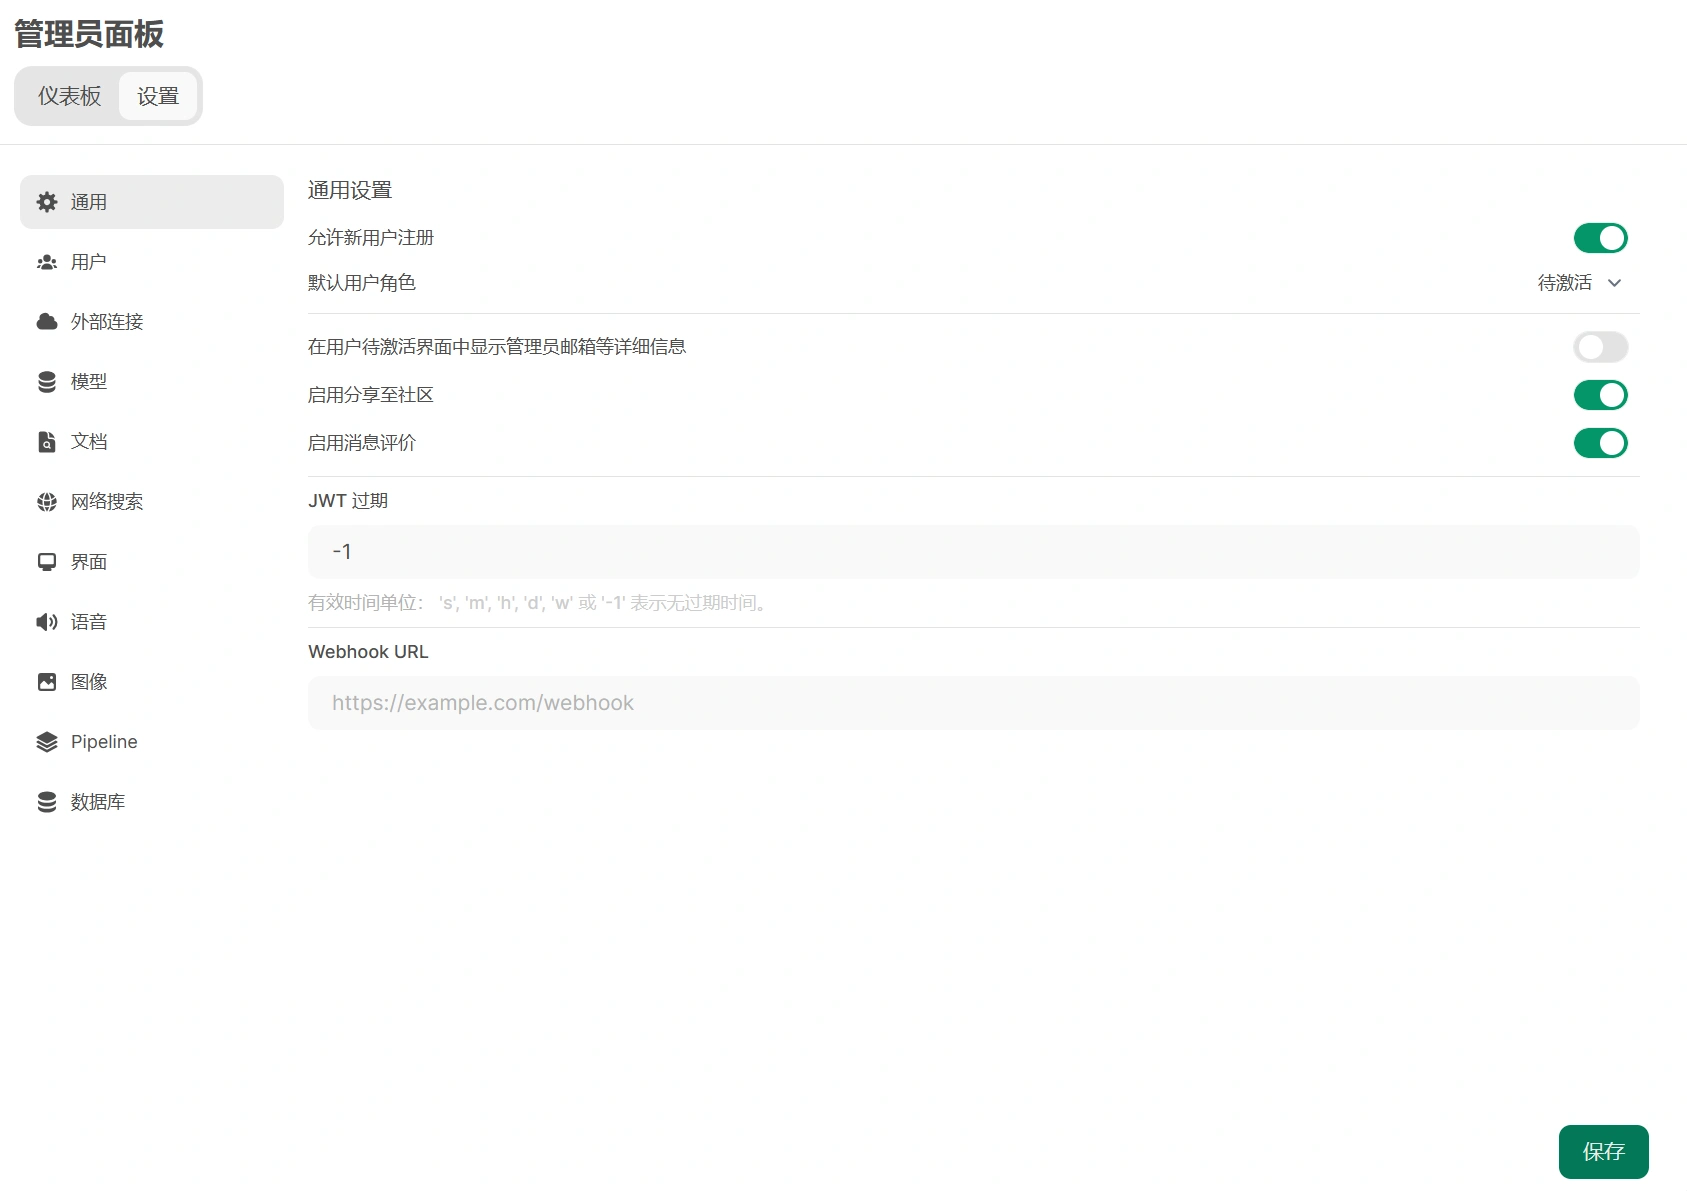 管理员面板
仪表板 设置
通用
用户
外部连接
模型
文档
网络搜索
界面
语音
图像
Pipeline
数据库
通用设置
允许新用户注册
默认用户角色 待激活
在用户待激活界面中显示管理员邮箱等详细信息
启用分享至社区
启用消息评价
JWT 过期
-1
有效时间单位： 's', 'm', 'h', 'd', 'w' 或 '-1' 表示无过期时间。
Webhook URL
https://example.com/webhook
保存